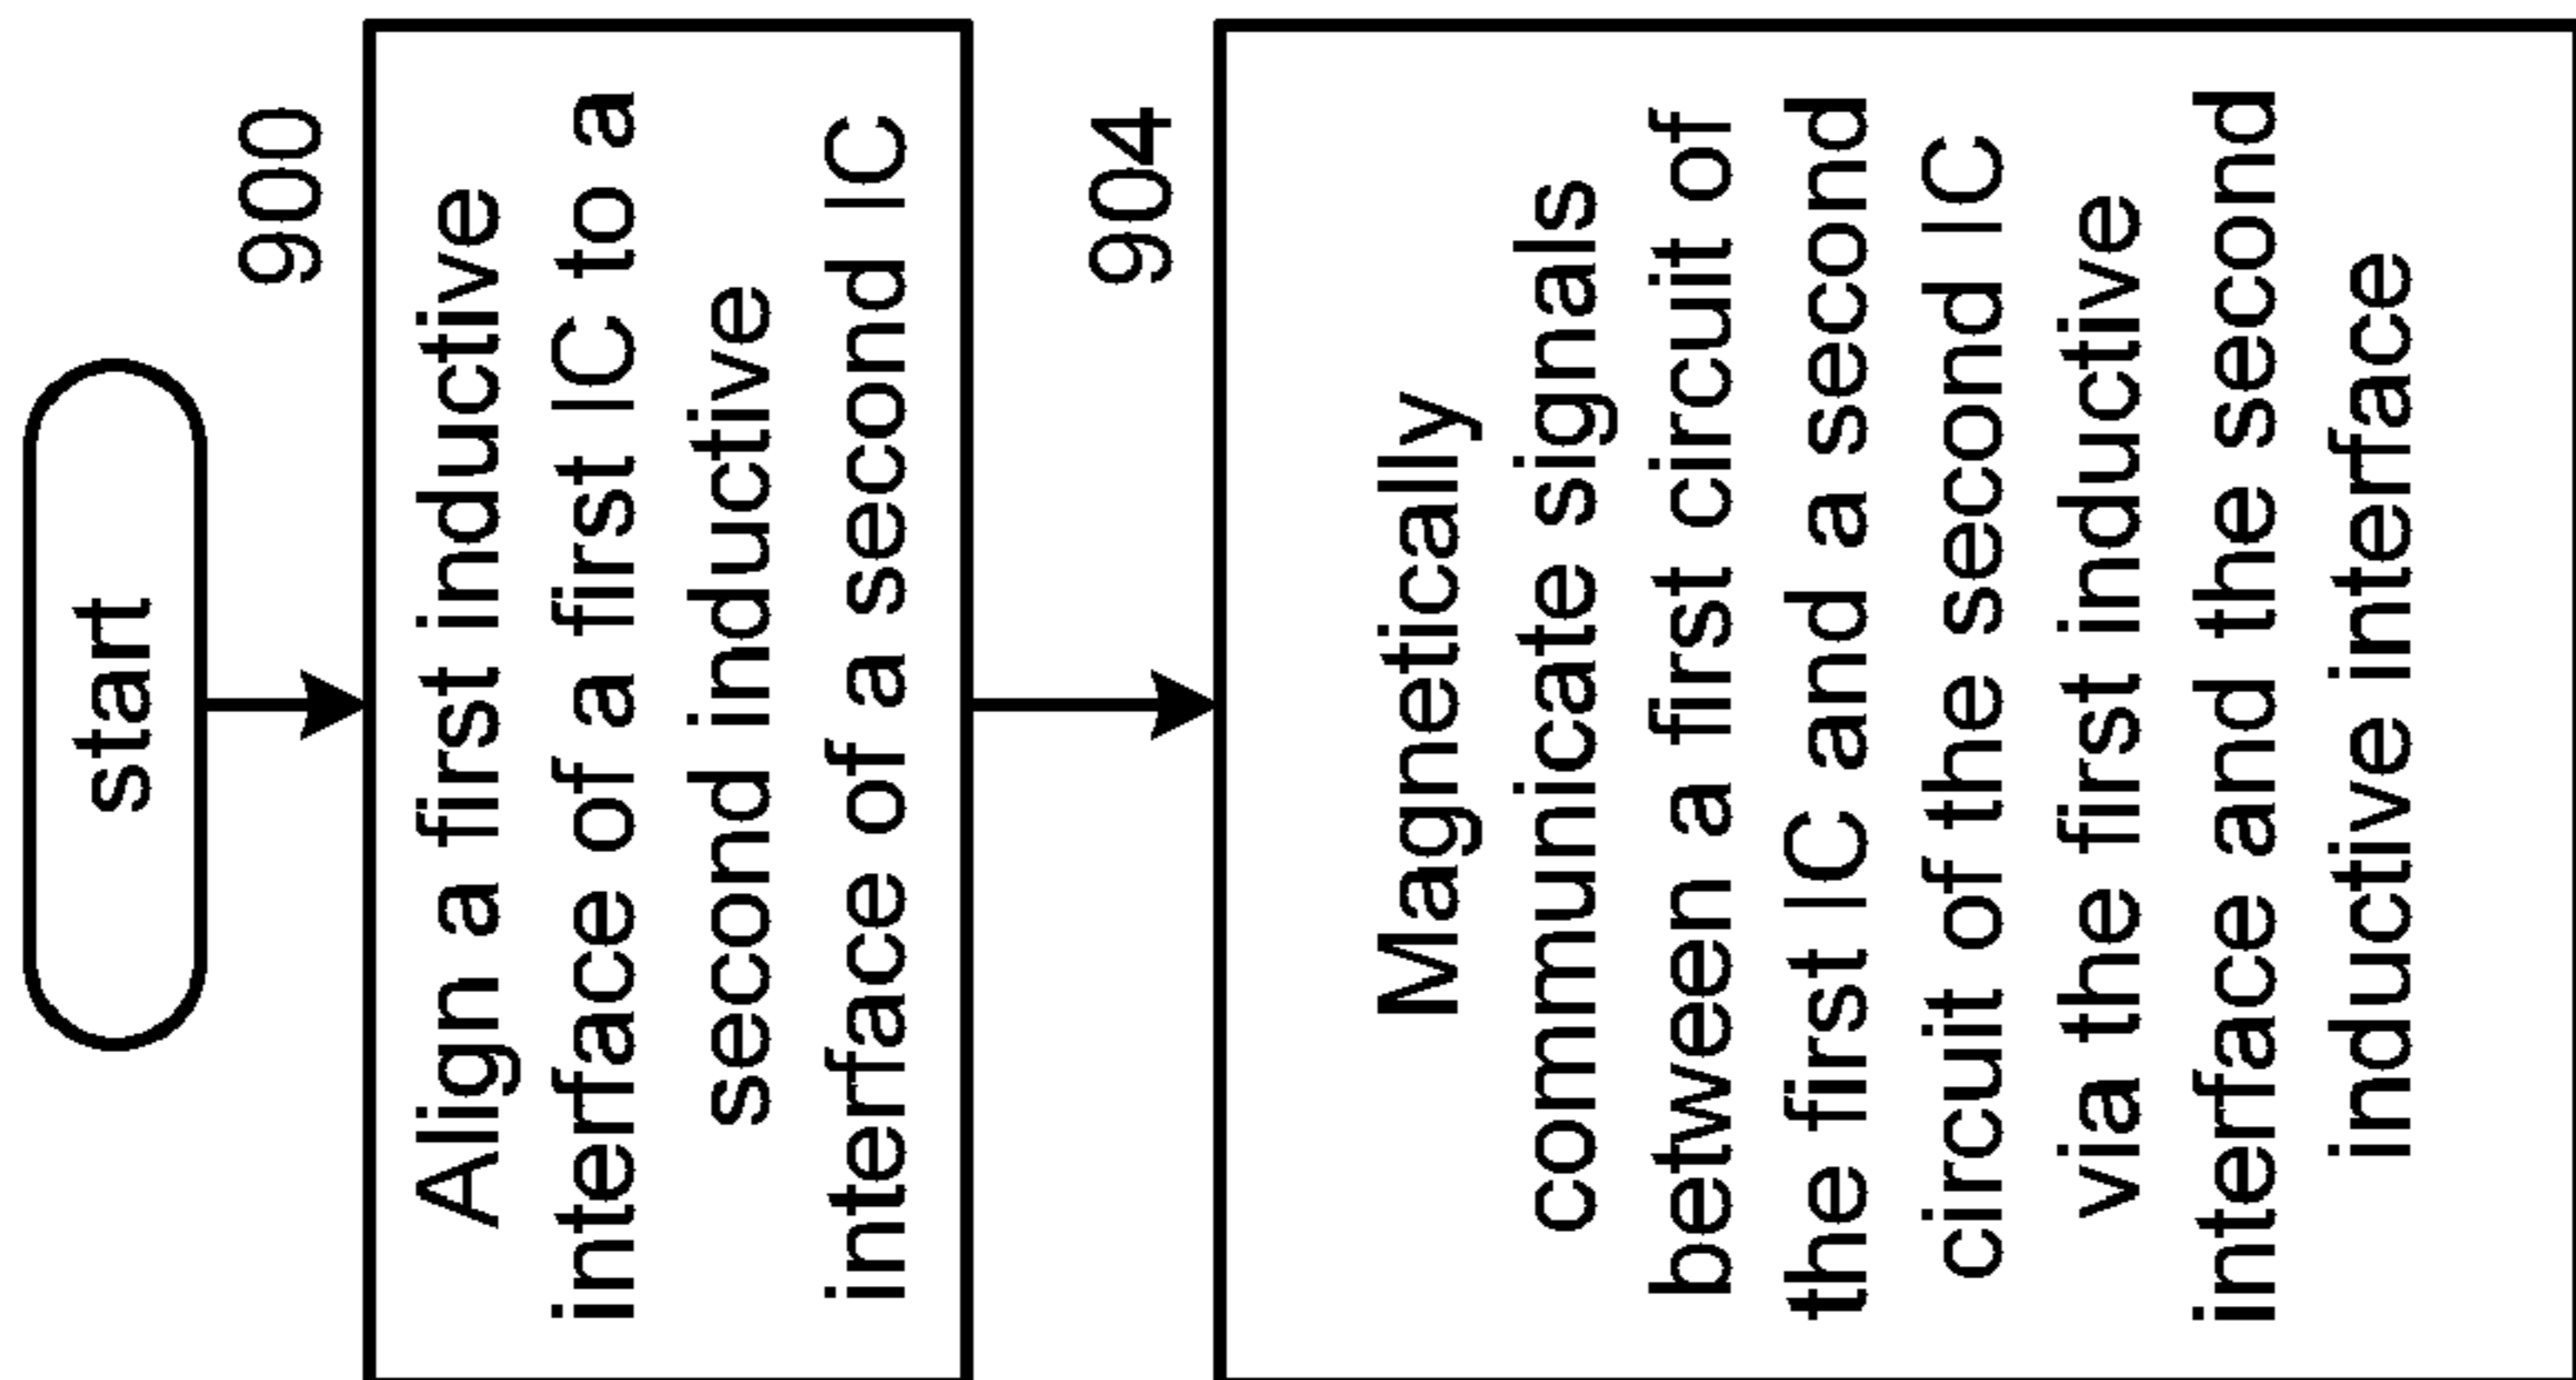 start
900
Align a first inductive
interface of a first IC to a
second inductive
interface of a second IC
904
Magnetically
communicate signals
between a first circuit of
the first IC and a second
circuit of the second IC
via the first inductive
interface and the second
inductive interface